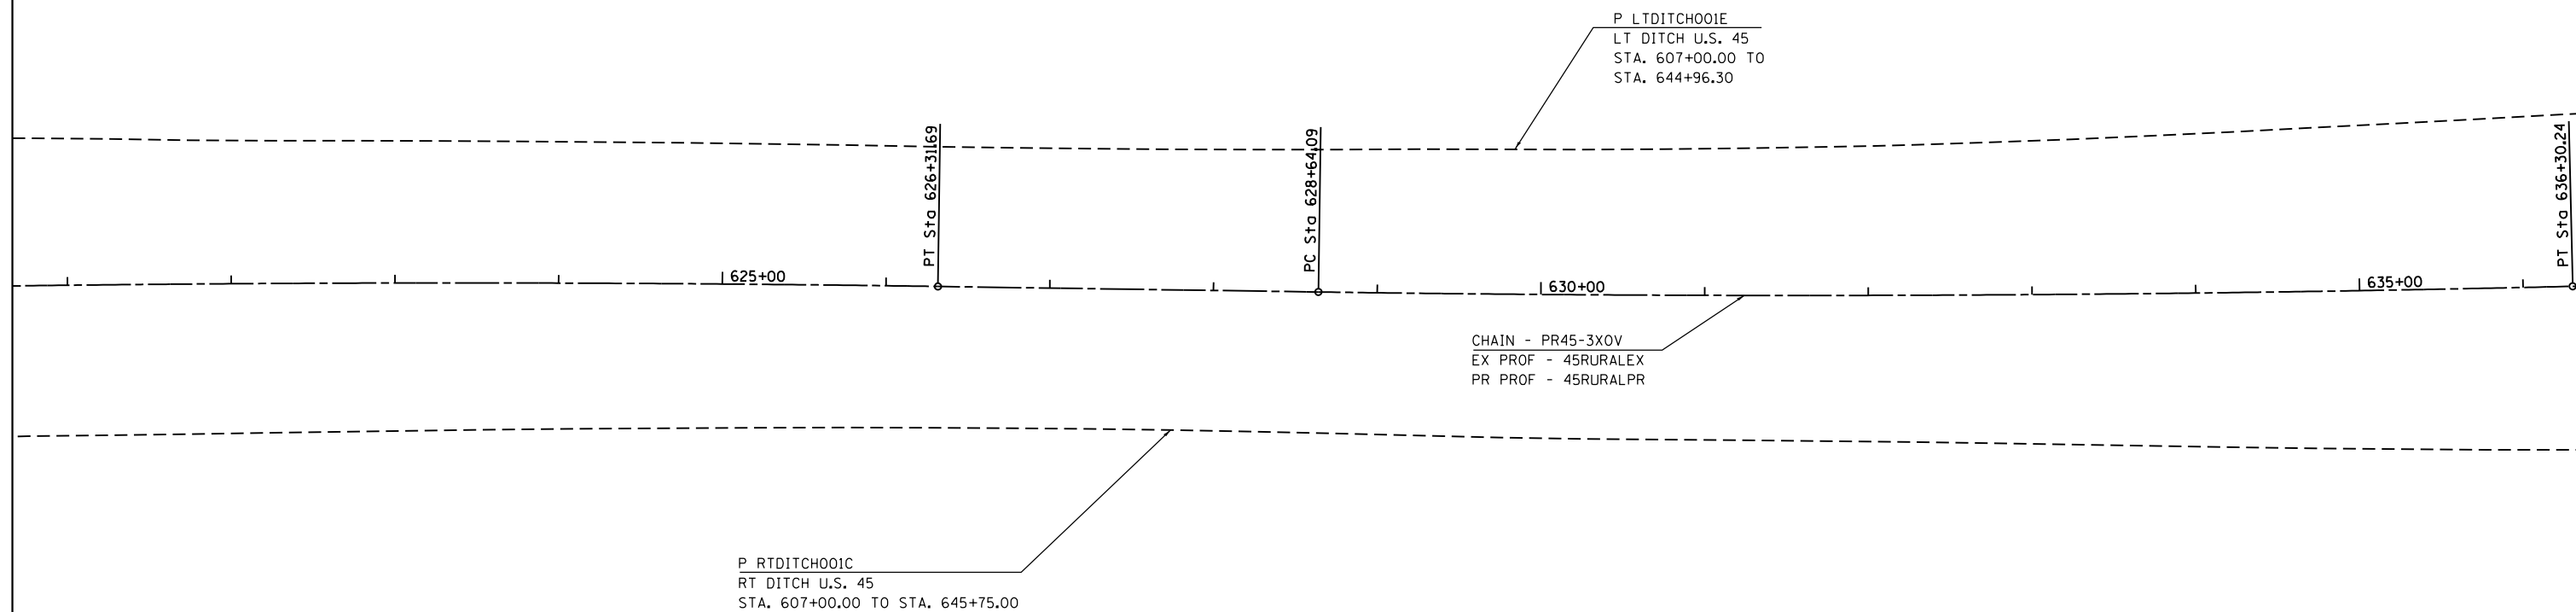 P LTDITCH001E
LT DITCH U.S. 45
STA. 607+00.00 TO
STA. 644+96.30
PT Sta 626+31.69
PC Sta 628+64.09
PT Sta 636+30.24
625+00
630+00
635+00
CHAIN - PR45-3XOV
EX PROF - 45RURALEX
PR PROF - 45RURALPR
P RTDITCH001C
RT DITCH U.S. 45
STA. 607+00.00 TO STA. 645+75.00